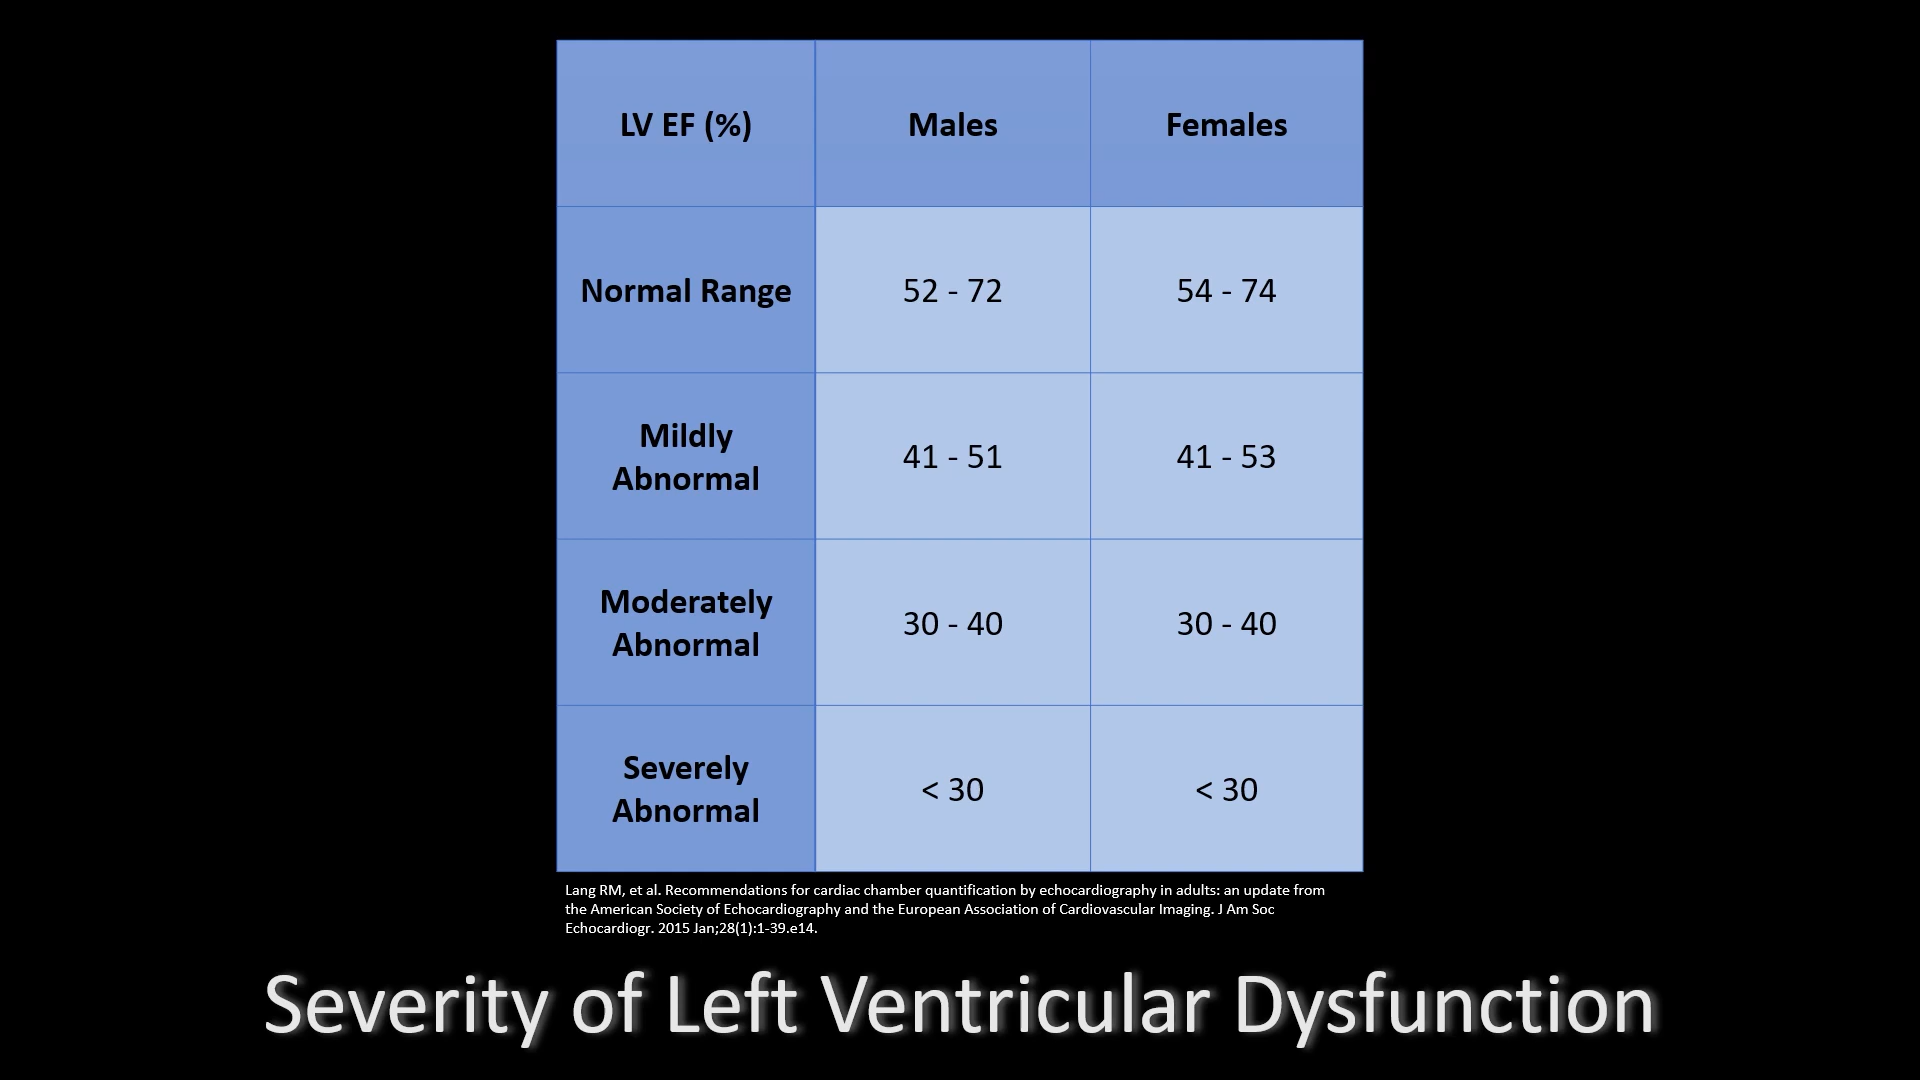 LV EF (%) Males Females
Normal Range 52 - 72 54 - 74
Mildly
Abnormal 41 - 51 41 - 53
Moderately
Abnormal 30 - 40 30 - 40
Severely
Abnormal < 30 < 30
Lang RM, et al. Recommendations for cardiac chamber quantification by echocardiography in adults: an update from
the American Society of Echocardiography and the European Association of Cardiovascular Imaging. J Am Soc
Echocardiogr. 2015 Jan;28(1):1-39.e14.
Severity of Left Ventricular Dysfunction